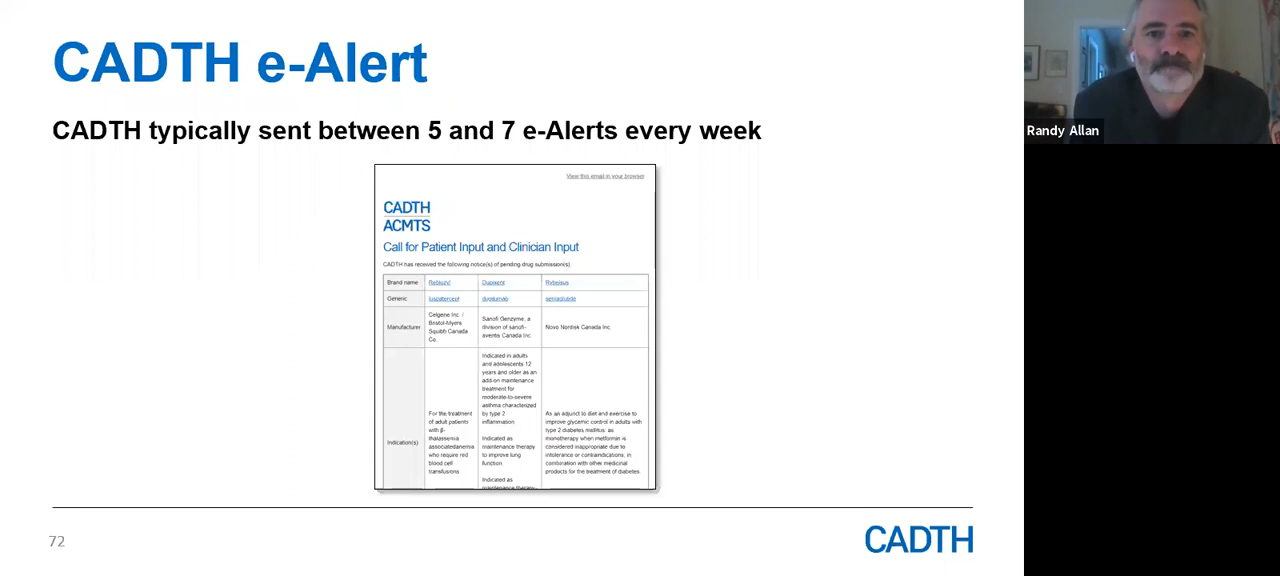 CADTH e-Alert
CADTH typically sent between 5 and 7 e-Alerts every week
View this email in your browser
CADTH
ACMTS
Call for Patient Input and Clinician Input
CADTH has received the following notice(s) of pending drug submission(s)
Brand name Reblozyl Dupixent Rybelsus
Generic luspatercept dupilumab semaglutide
Manufacturer
Celgene Inc. /
Bristol-Myers
Squibb Canada
Co.
Sanofi Genzyme, a
division of sanofi-
aventis Canada Inc.
Novo Nordisk Canada Inc.
Indication(s)
For the treatment
of adult patients
with β-
thalassemia
associatedanemia
who require red
blood cell
transfusions
Indicated in adults
and adolescents 12
years and older as an
add-on maintenance
treatment for
moderate-to-severe
asthma characterized
by type 2
inflammation
Indicated as
maintenance therapy
to improve lung
function.
Indicated as
maintenance therapy
As an adjunct to diet and exercise to
improve glycemic control in adults with
type 2 diabetes mellitus: as
monotherapy when metformin is
considered inappropriate due to
intolerance or contraindications; in
combination with other medicinal
products for the treatment of diabetes.
72
CADTH
Randy Allan